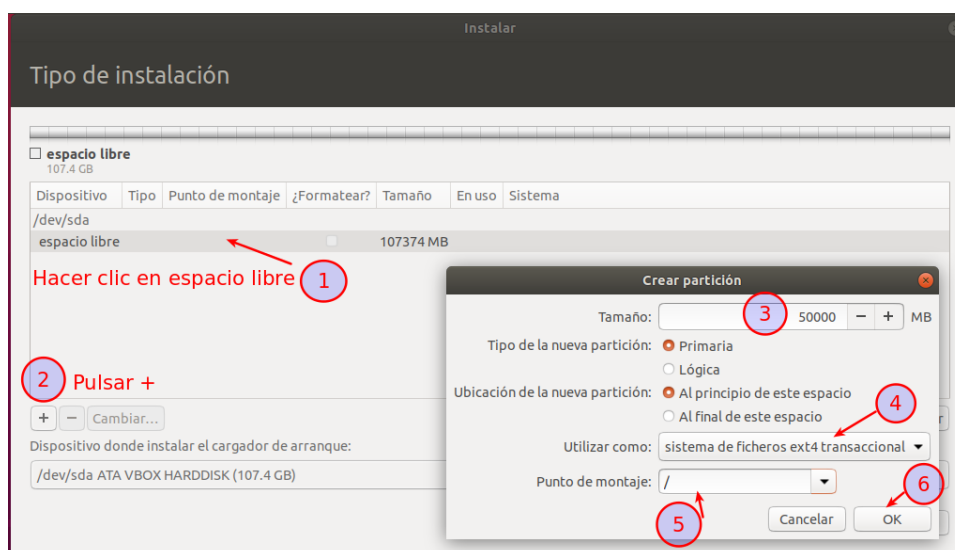 Instalar
Tipo de instalación
espacio libre
107.4 GB
Dispositivo Tipo Punto de montaje ¿Formatear? Tamaño En uso Sistema
/dev/sda
espacio libre 107374 MB
Hacer clic en espacio libre 1
2 Pulsar +
+ − Cambiar...
Dispositivo donde instalar el cargador de arranque:
/dev/sda ATA VBOX HARDDISK (107.4 GB)
Crear partición
Tamaño: 3 50000 − + MB
Tipo de la nueva partición: Primaria
Lógica
Ubicación de la nueva partición: Al principio de este espacio
4
Al final de este espacio
Utilizar como: sistema de ficheros ext4 transaccional
Punto de montaje: /
6
5
Cancelar OK